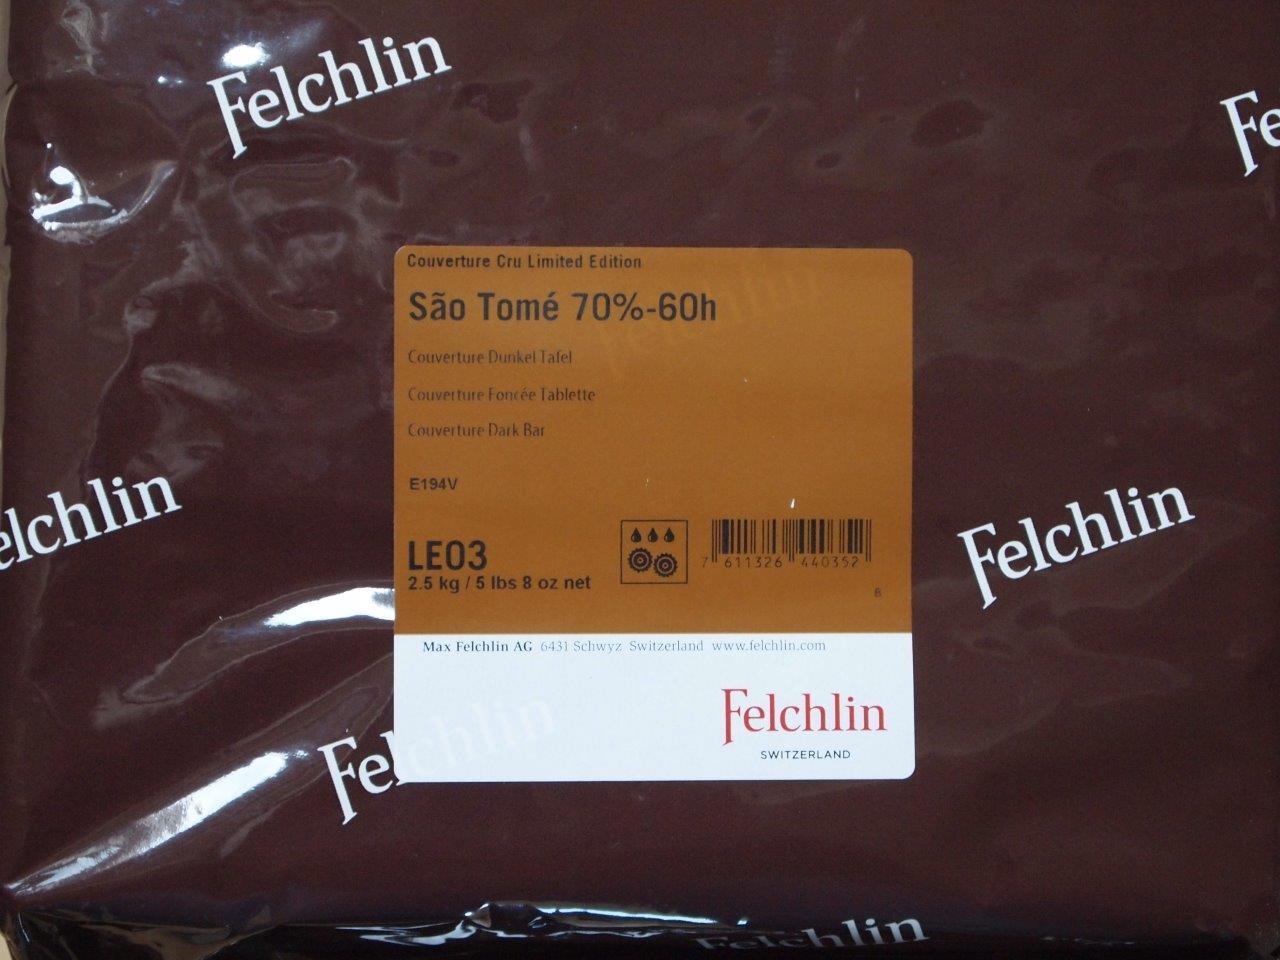 Felchlin
Fe
Couverture Cru Limited Edition
São Tomé 70%-60h
Couverture Dunkel Tafel
Couverture Foncée Tablette
Couverture Dark Bar
E194V
elchlin
Felchlin
LE03
2.5 kg / 5 lbs 8 oz net
7 611326 440352
Max Felchlin AG 6431 Schwyz Switzerland www.felchlin.com
Felchlin
SWITZERLAND
Felchlin
Felchlin